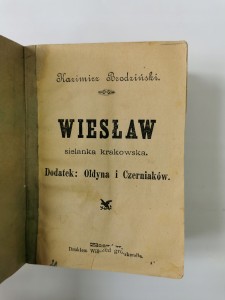 Kazimierz Brodziński.
WIESŁAW
sielanka krakowska.
Dodatek: Oldyna i Czerniaków.